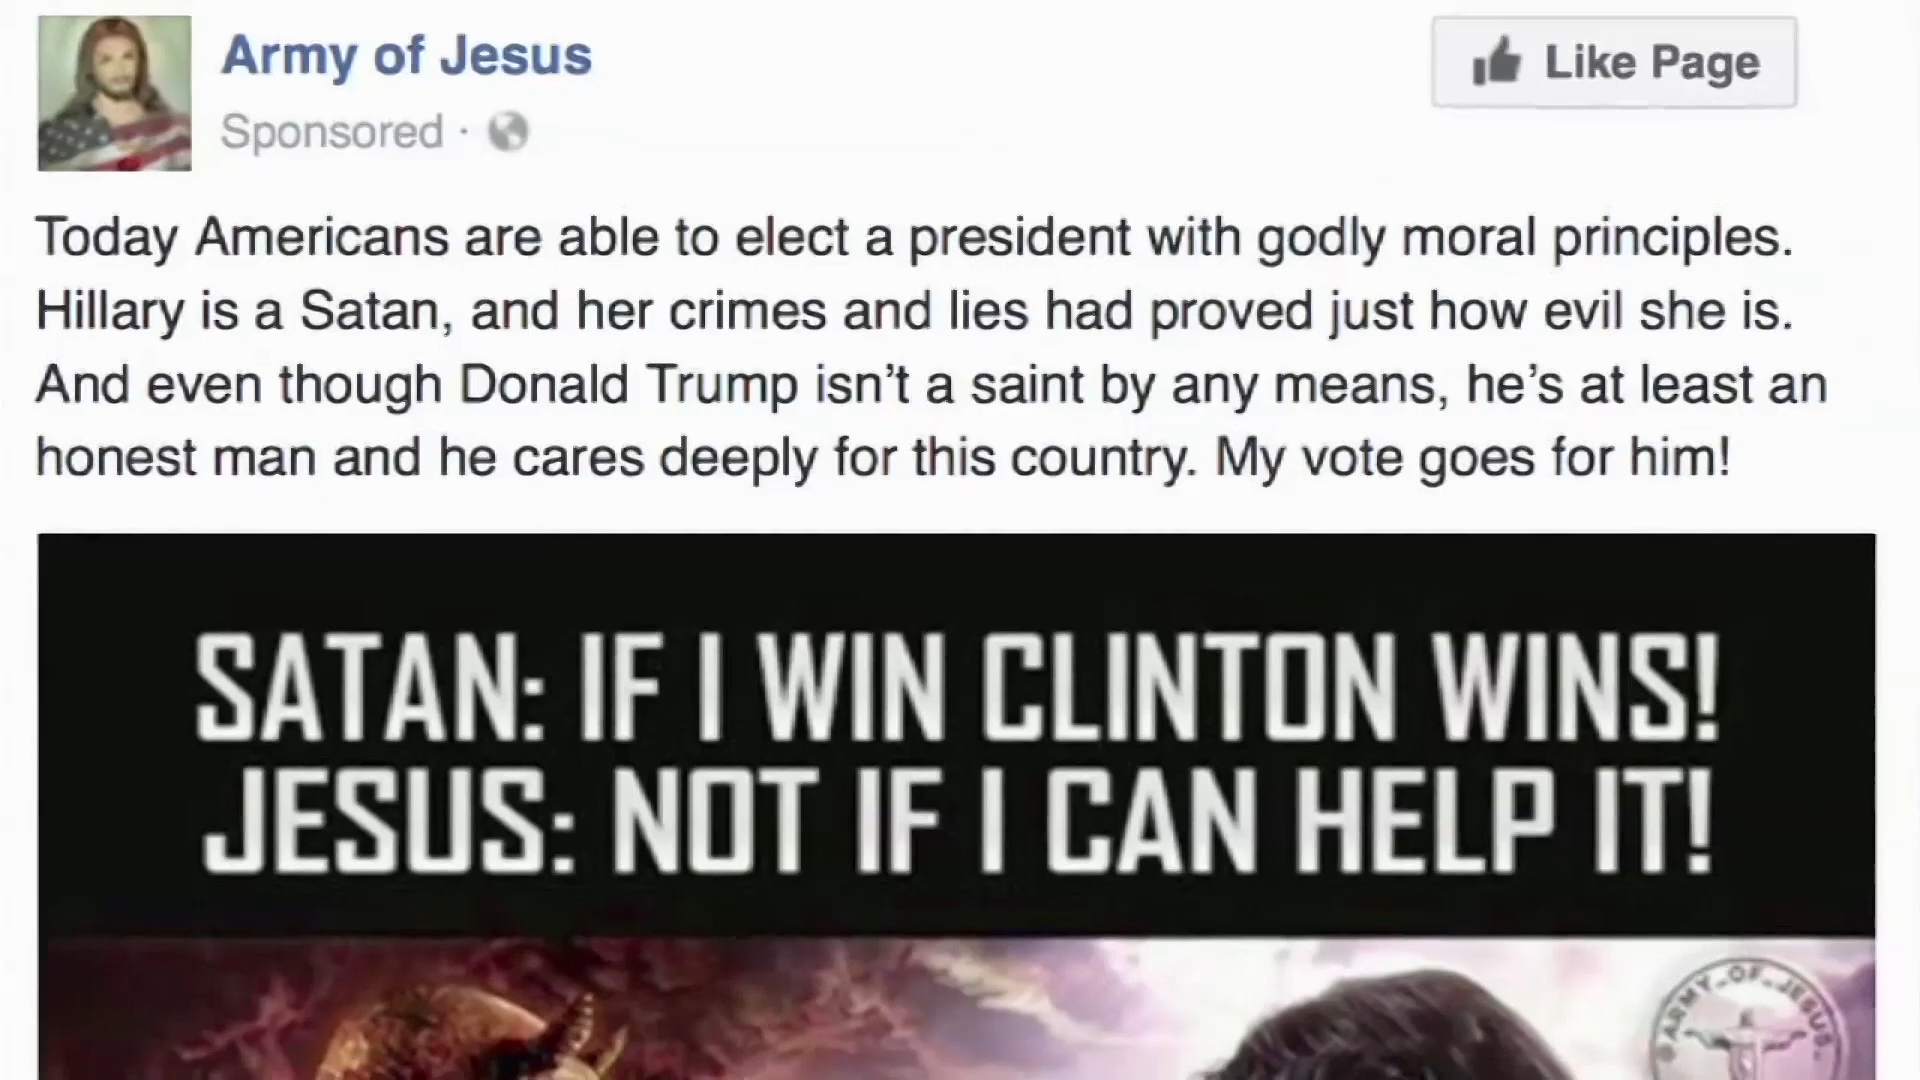 Army of Jesus
Like Page
Sponsored ·
Today Americans are able to elect a president with godly moral principles.
Hillary is a Satan, and her crimes and lies had proved just how evil she is.
And even though Donald Trump isn’t a saint by any means, he’s at least an
honest man and he cares deeply for this country. My vote goes for him!
SATAN: IF I WIN CLINTON WINS!
JESUS: NOT IF I CAN HELP IT!
ARMY_OF_JESUS